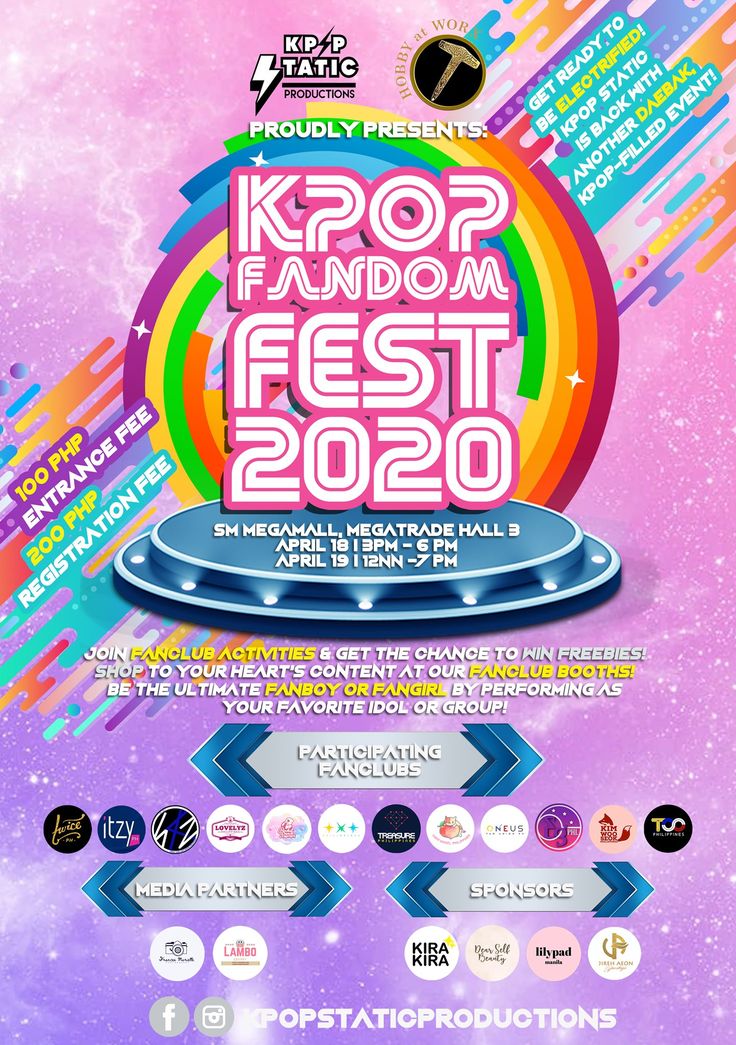 KPOP
STATIC
PRODUCTIONS
HOBBY at WORK
PROUDLY PRESENTS:
GET READY TO
BE ELECTRIFIED!
KPOP STATIC
IS BACK WITH
ANOTHER DAEBAK,
KPOP-FILLED EVENT!
KPOP
FANDOM
FEST
2020
100 PHP
ENTRANCE FEE
200 PHP
REGISTRATION FEE
SM MEGAMALL, MEGATRADE HALL 3
APRIL 18 | 3PM - 6 PM
APRIL 19 | 12NN -7 PM
JOIN FANCLUB ACTIVITIES & GET THE CHANCE TO WIN FREEBIES!
SHOP TO YOUR HEART'S CONTENT AT OUR FANCLUB BOOTHS!
BE THE ULTIMATE FANBOY OR FANGIRL BY PERFORMING AS
YOUR FAVORITE IDOL OR GROUP!
PARTICIPATING
FANCLUBS
twice
PH
itzy PH
LOVELYZ
TREASURE
PHILIPPINES
ONEUS
PHIL
KIM
WOO
SEOK
TOO
PHILIPPINES
MEDIA PARTNERS
SPONSORS
LAMBO
KIRA
KIRA
Dear Self
Beauty
lilypad
manila
JIREH AEON
KPOPSTATICPRODUCTIONS